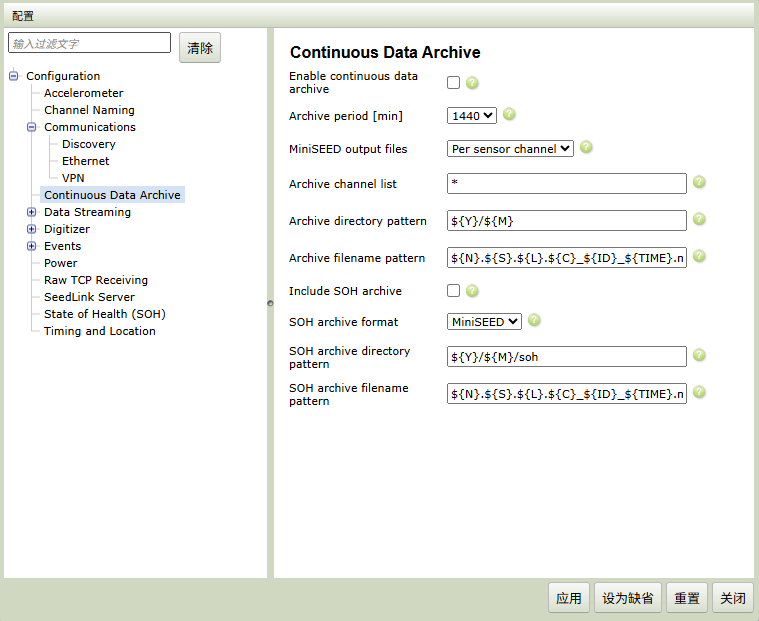 配置
输入过滤文字
清除
Configuration
Accelerometer
Channel Naming
Communications
Discovery
Ethernet
VPN
Continuous Data Archive
Data Streaming
Digitizer
Events
Power
Raw TCP Receiving
SeedLink Server
State of Health (SOH)
Timing and Location
Continuous Data Archive
Enable continuous data
archive
Archive period [min]
1440
MiniSEED output files
Per sensor channel
Archive channel list
*
Archive directory pattern
${Y}/${M}
Archive filename pattern
${N}.${S}.${L}.${C}_${ID}_${TIME}.n
Include SOH archive
SOH archive format
MiniSEED
SOH archive directory
pattern
${Y}/${M}/soh
SOH archive filename
pattern
${N}.${S}.${L}.${C}_${ID}_${TIME}.n
应用
设为缺省
重置
关闭